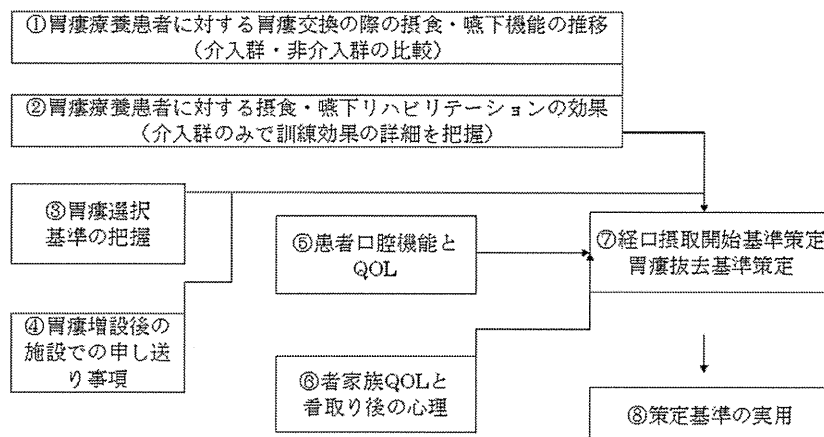 ①胃瘻療養患者に対する胃瘻交換の際の摂食・嚥下機能の推移
（介入群・非介入群の比較）
②胃瘻療養患者に対する摂食・嚥下リハビリテーションの効果
（介入群のみで訓練効果の詳細を把握）
③胃瘻選択
基準の把握
④胃瘻増設後の
施設での申し送
り事項
⑤患者口腔機能と
QOL
⑥者家族QOLと
看取り後の心理
⑦経口摂取開始基準策定
胃瘻抜去基準策定
⑧策定基準の実用